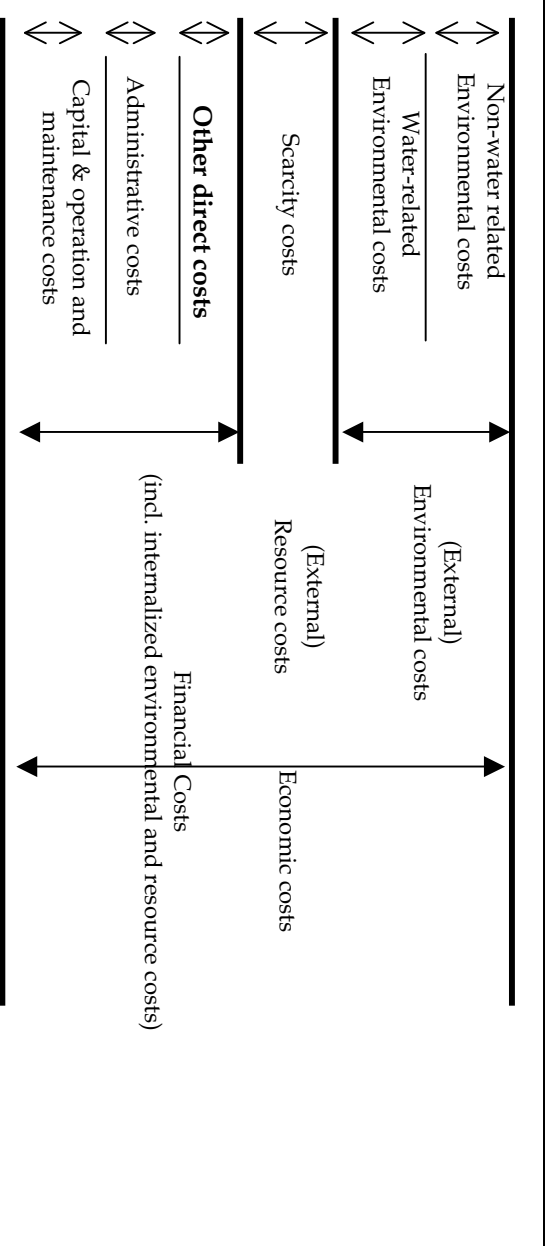 Non-water related
Environmental costs
Water-related
Environmental costs
Scarcity costs
Other direct costs
Administrative costs
Capital & operation and
maintenance costs
(External)
Environmental costs
(External)
Resource costs
Financial Costs
(incl. internalized environmental and resource costs)
Economic costs